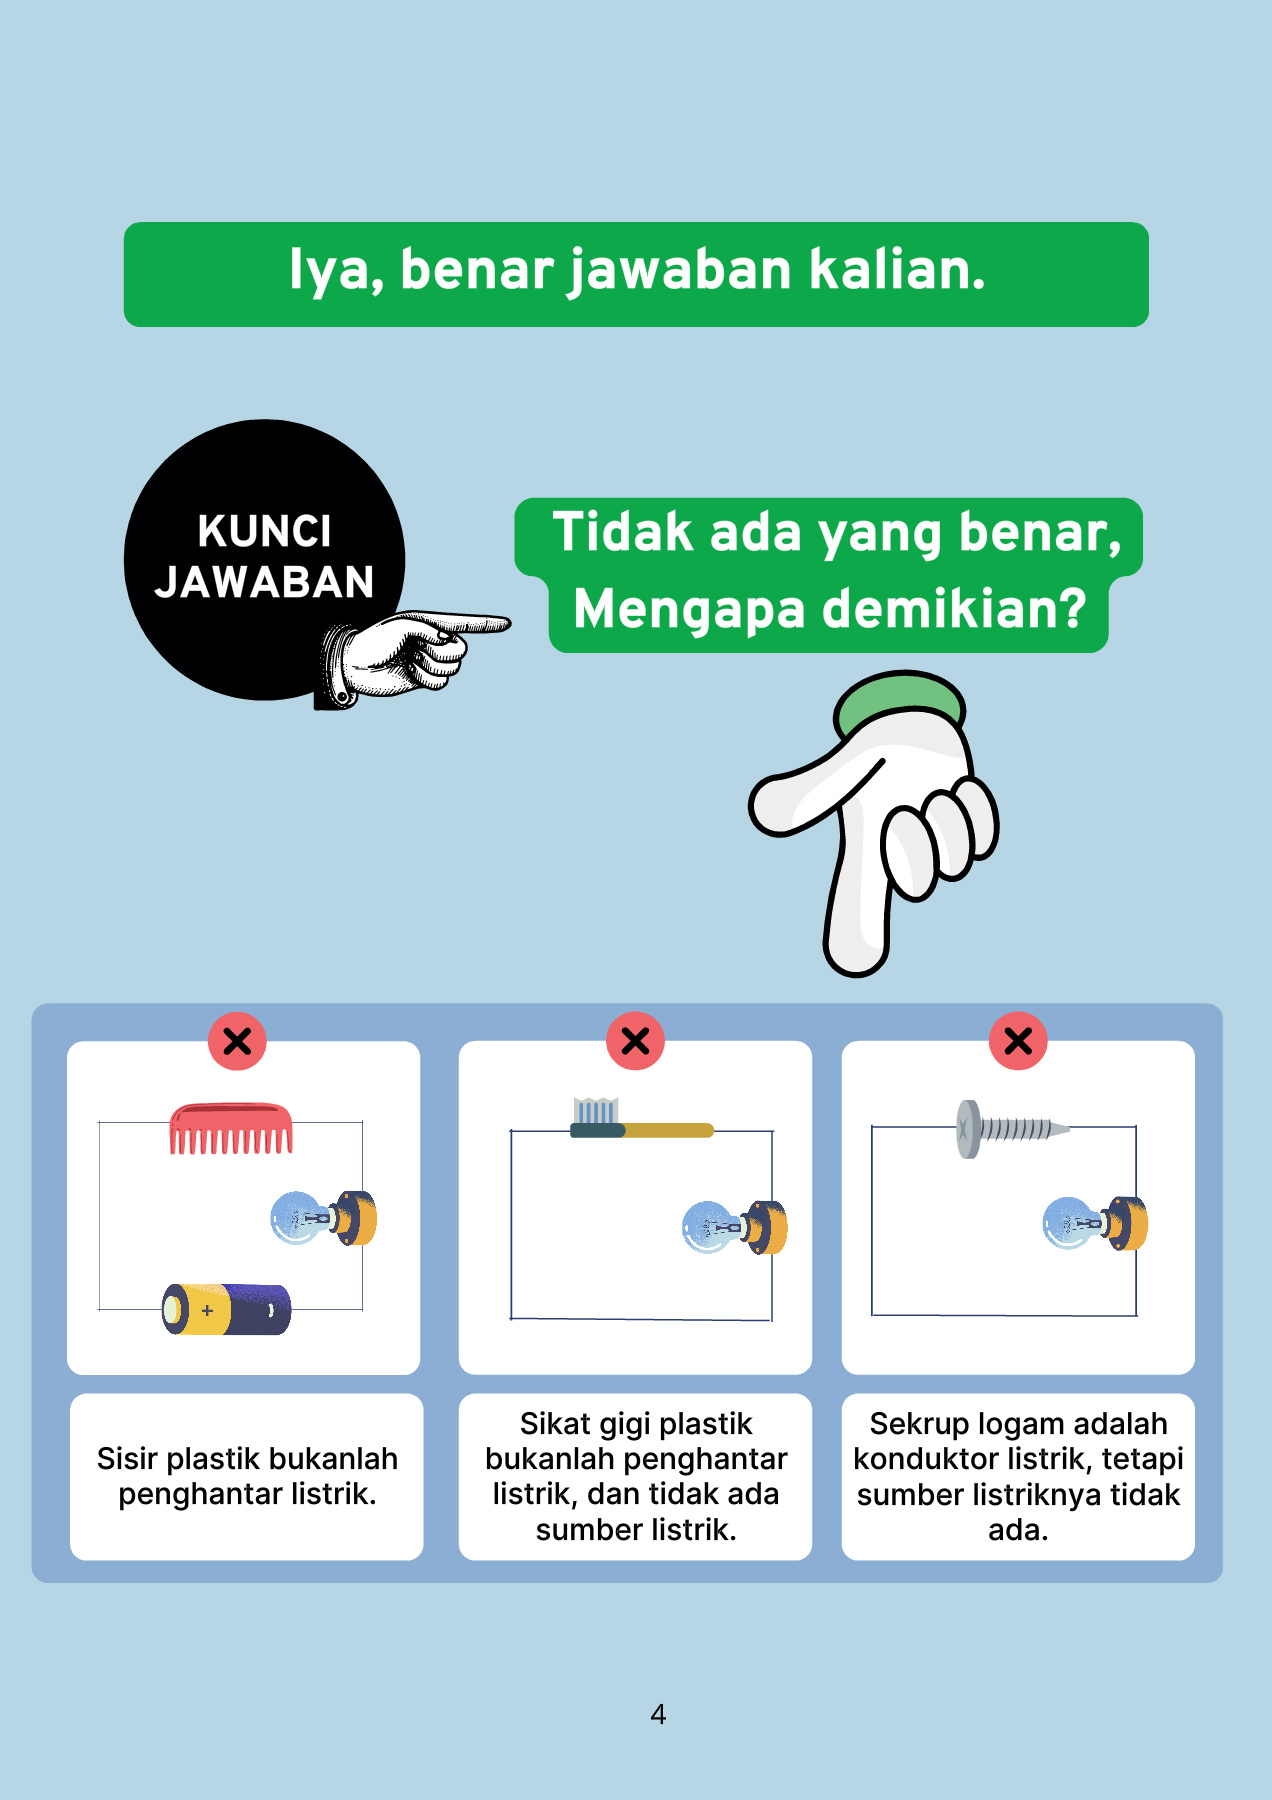 Iya, benar jawaban kalian.
KUNCI
JAWABAN
Tidak ada yang benar,
Mengapa demikian?
+
Sisir plastik bukanlah
penghantar listrik.
Sikat gigi plastik
bukanlah penghantar
listrik, dan tidak ada
sumber listrik.
Sekrup logam adalah
konduktor listrik, tetapi
sumber listriknya tidak
ada.
4